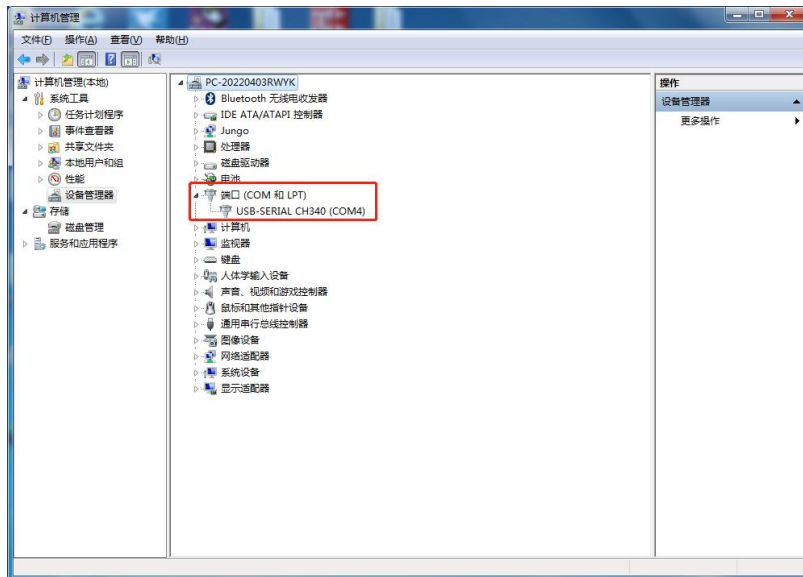 计算机管理
文件(F) 操作(A) 查看(V) 帮助(H)
计算机管理(本地)
系统工具
任务计划程序
事件查看器
共享文件夹
本地用户和组
性能
设备管理器
存储
磁盘管理
服务和应用程序
PC-20220403RWYK
Bluetooth 无线电收发器
IDE ATA/ATAPI 控制器
Jungo
处理器
磁盘驱动器
电池
端口 (COM 和 LPT)
USB-SERIAL CH340 (COM4)
计算机
监视器
键盘
人体学输入设备
声音、视频和游戏控制器
鼠标和其他指针设备
通用串行总线控制器
图像设备
网络适配器
系统设备
显示适配器
操作
设备管理器
更多操作